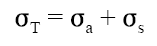 σT = σa + σs